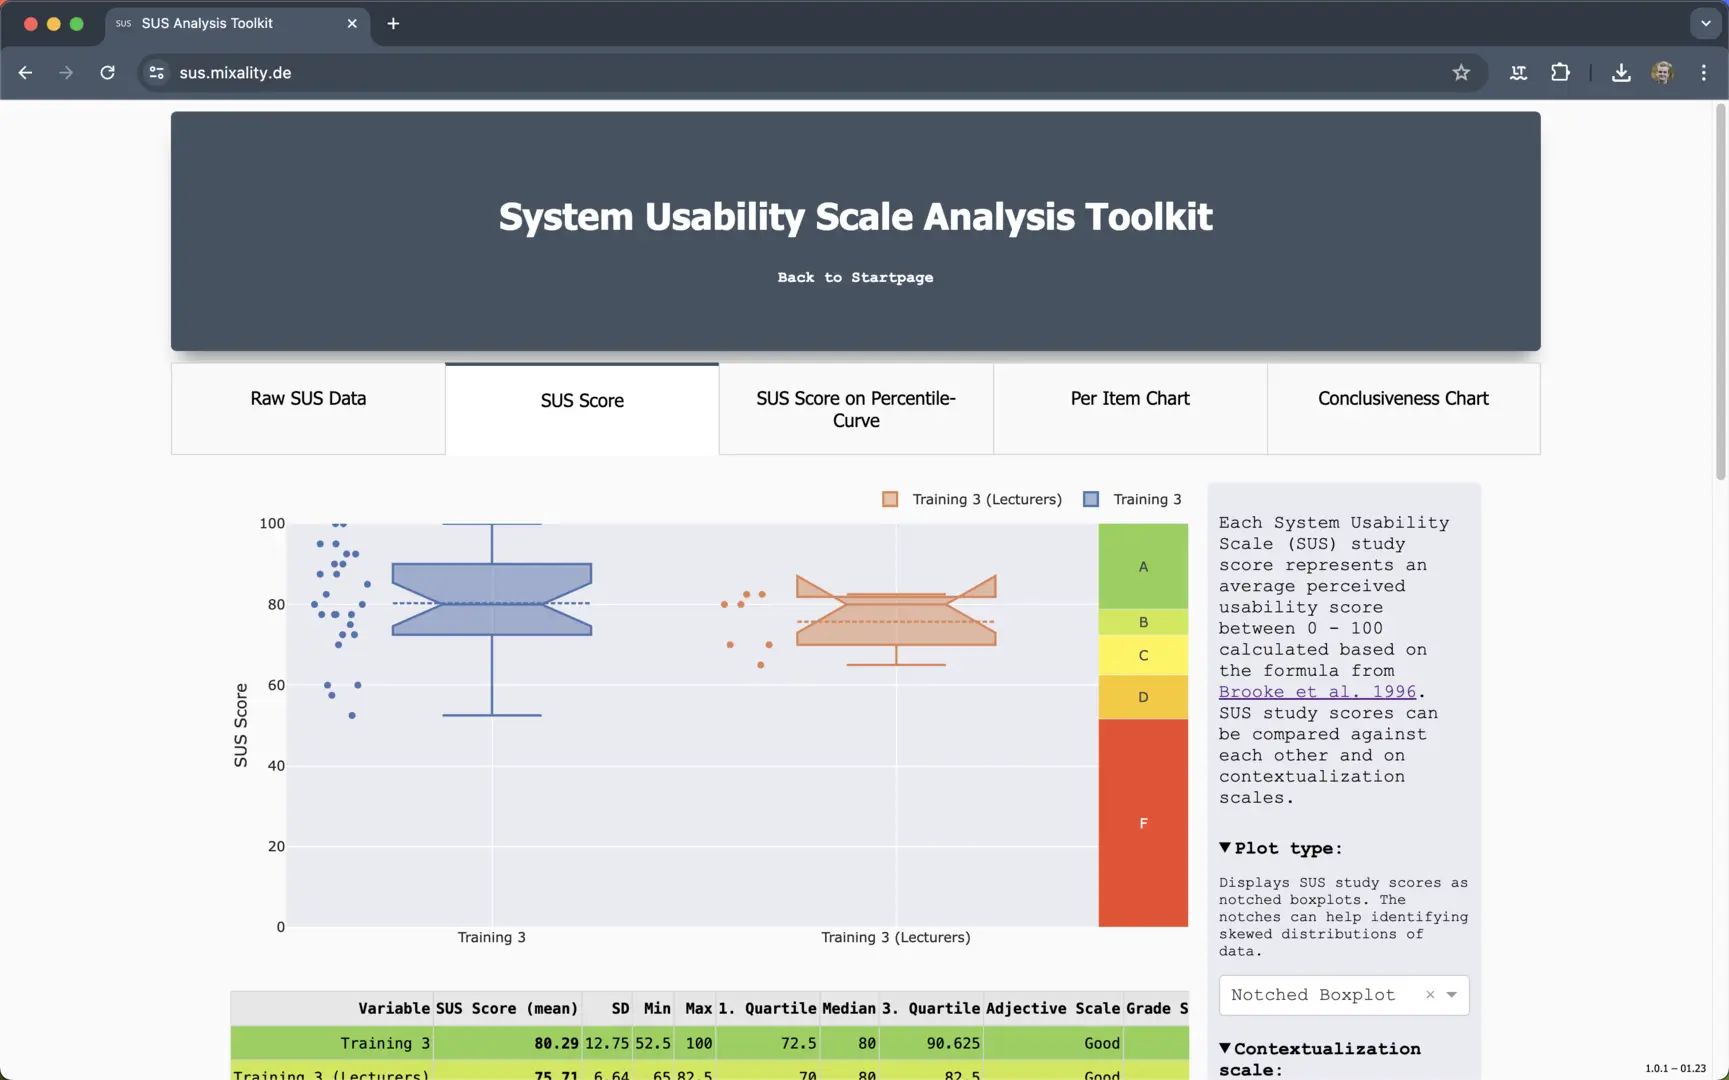 SUS SUS Analysis Toolkit
sus.mixality.de
System Usability Scale Analysis Toolkit
Back to Startpage
Raw SUS Data
SUS Score
SUS Score on Percentile-
Curve
Per Item Chart
Conclusiveness Chart
Training 3 (Lecturers) Training 3
100
80
60
40
20
0
SUS Score
Training 3
Training 3 (Lecturers)
A
B
C
D
F
Each System Usability
Scale (SUS) study
score represents an
average perceived
usability score
between 0 - 100
calculated based on
the formula from
Brooke et al. 1996.
SUS study scores can
be compared against
each other and on
contextualization
scales.
▼Plot type:
Displays SUS study scores as
notched boxplots. The
notches can help identifying
skewed distributions of
data.
Notched Boxplot
▼Contextualization
scale:
Variable SUS Score (mean) SD Min Max 1. Quartile Median 3. Quartile Adjective Scale Grade S
Training 3 80.29 12.75 52.5 100 72.5 80 90.625 Good
Training 3 (Lecturers) 75.71 6.64 65 82.5 70 80 82.5 Good
1.0.1 – 01.23